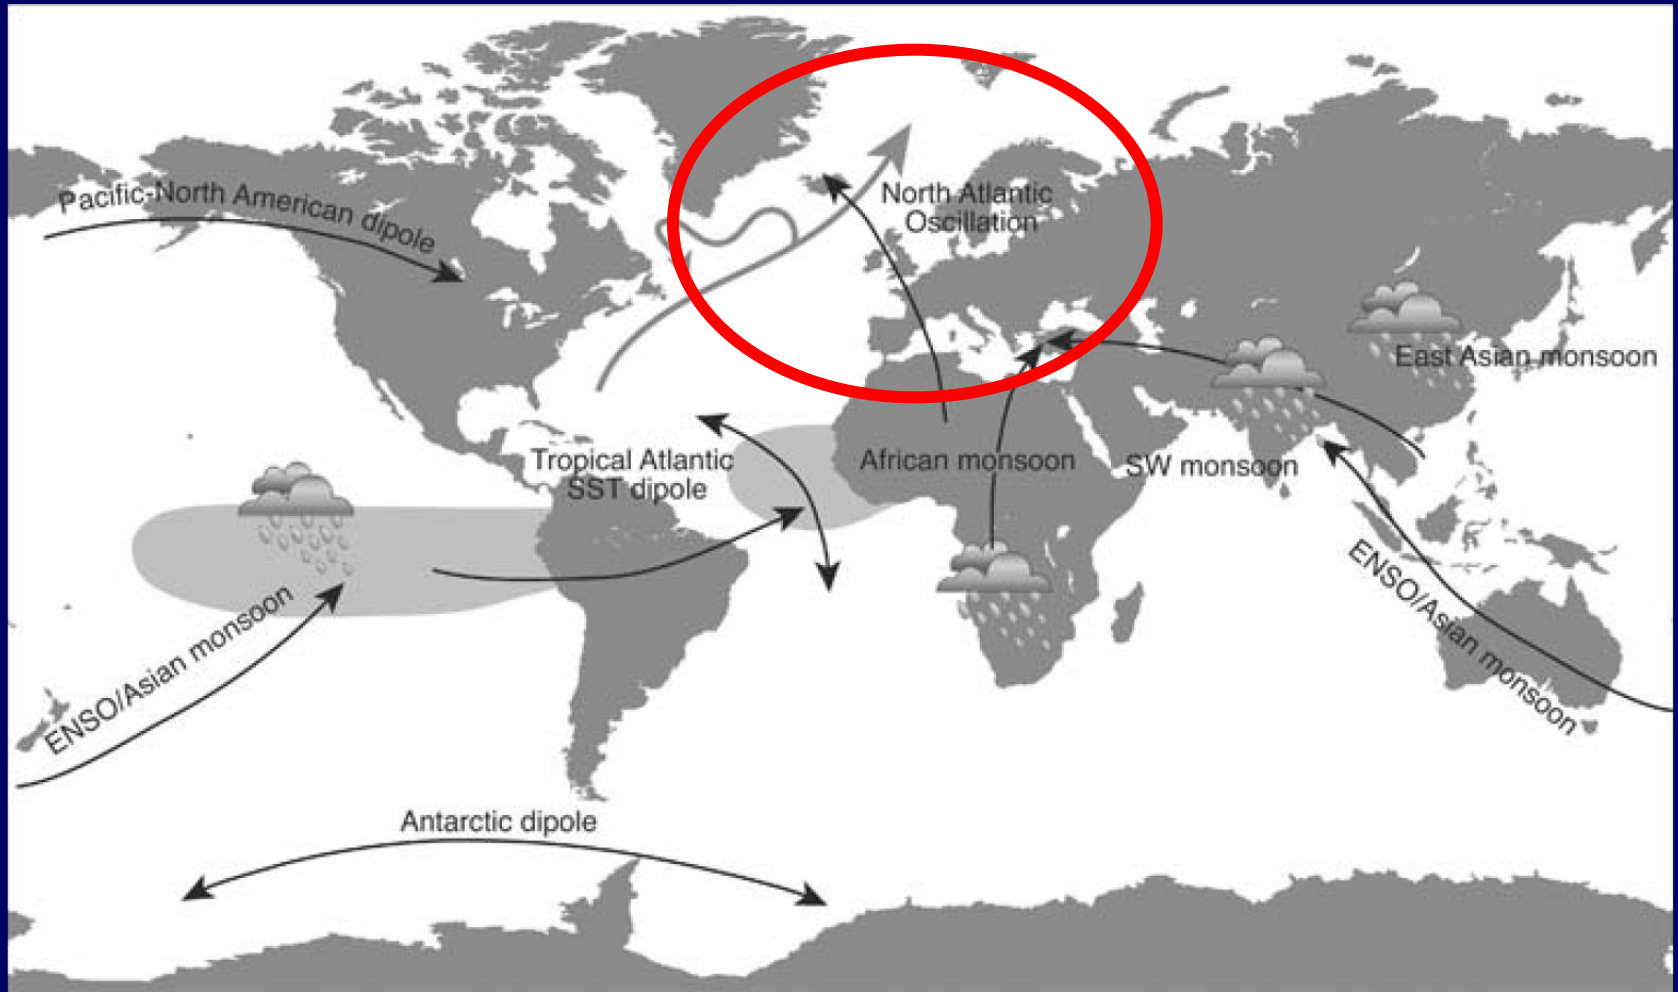 Pacific-North American dipole
North Atlantic
Oscillation
East Asian monsoon
Tropical Atlantic
SST dipole
African monsoon
SW monsoon
ENSO/Asian monsoon
ENSO/Asian monsoon
Antarctic dipole